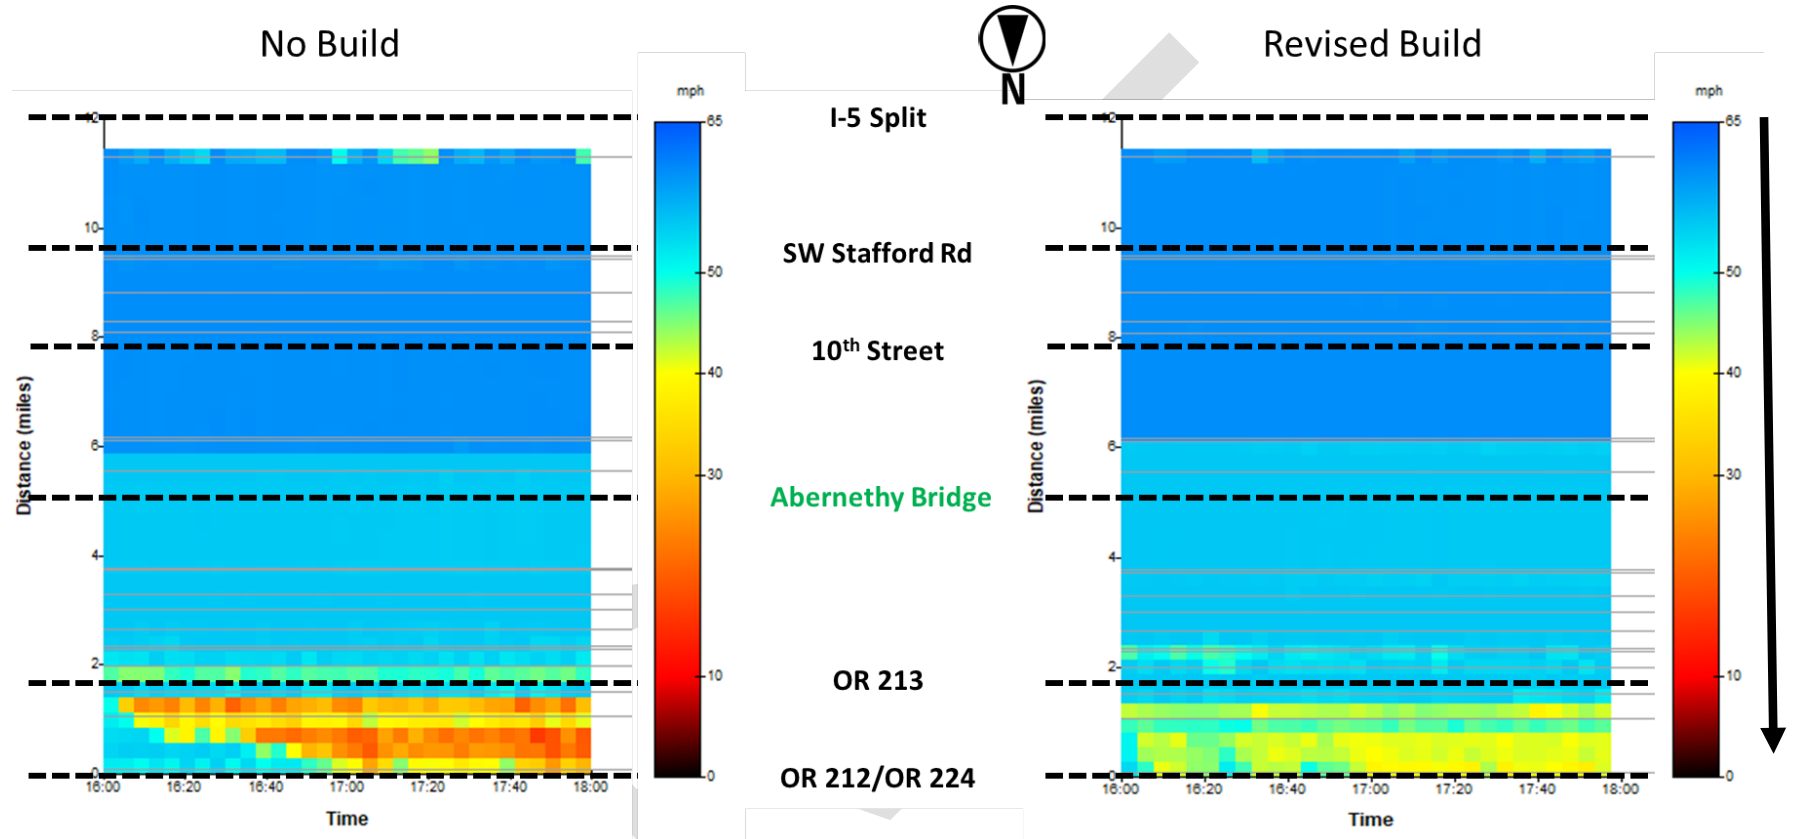 No Build
N
Revised Build
mph
I-5 Split
mph
12
65
12
65
10
SW Stafford Rd
10
50
50
8
10th Street
8
40
40
Distance (miles)
Distance (miles)
6
6
30
Abernethy Bridge
30
4
4
2
OR 213
2
10
10
0
0
OR 212/OR 224
0
0
16:00 16:20 16:40 17:00 17:20 17:40 18:00
16:00 16:20 16:40 17:00 17:20 17:40 18:00
Time
Time